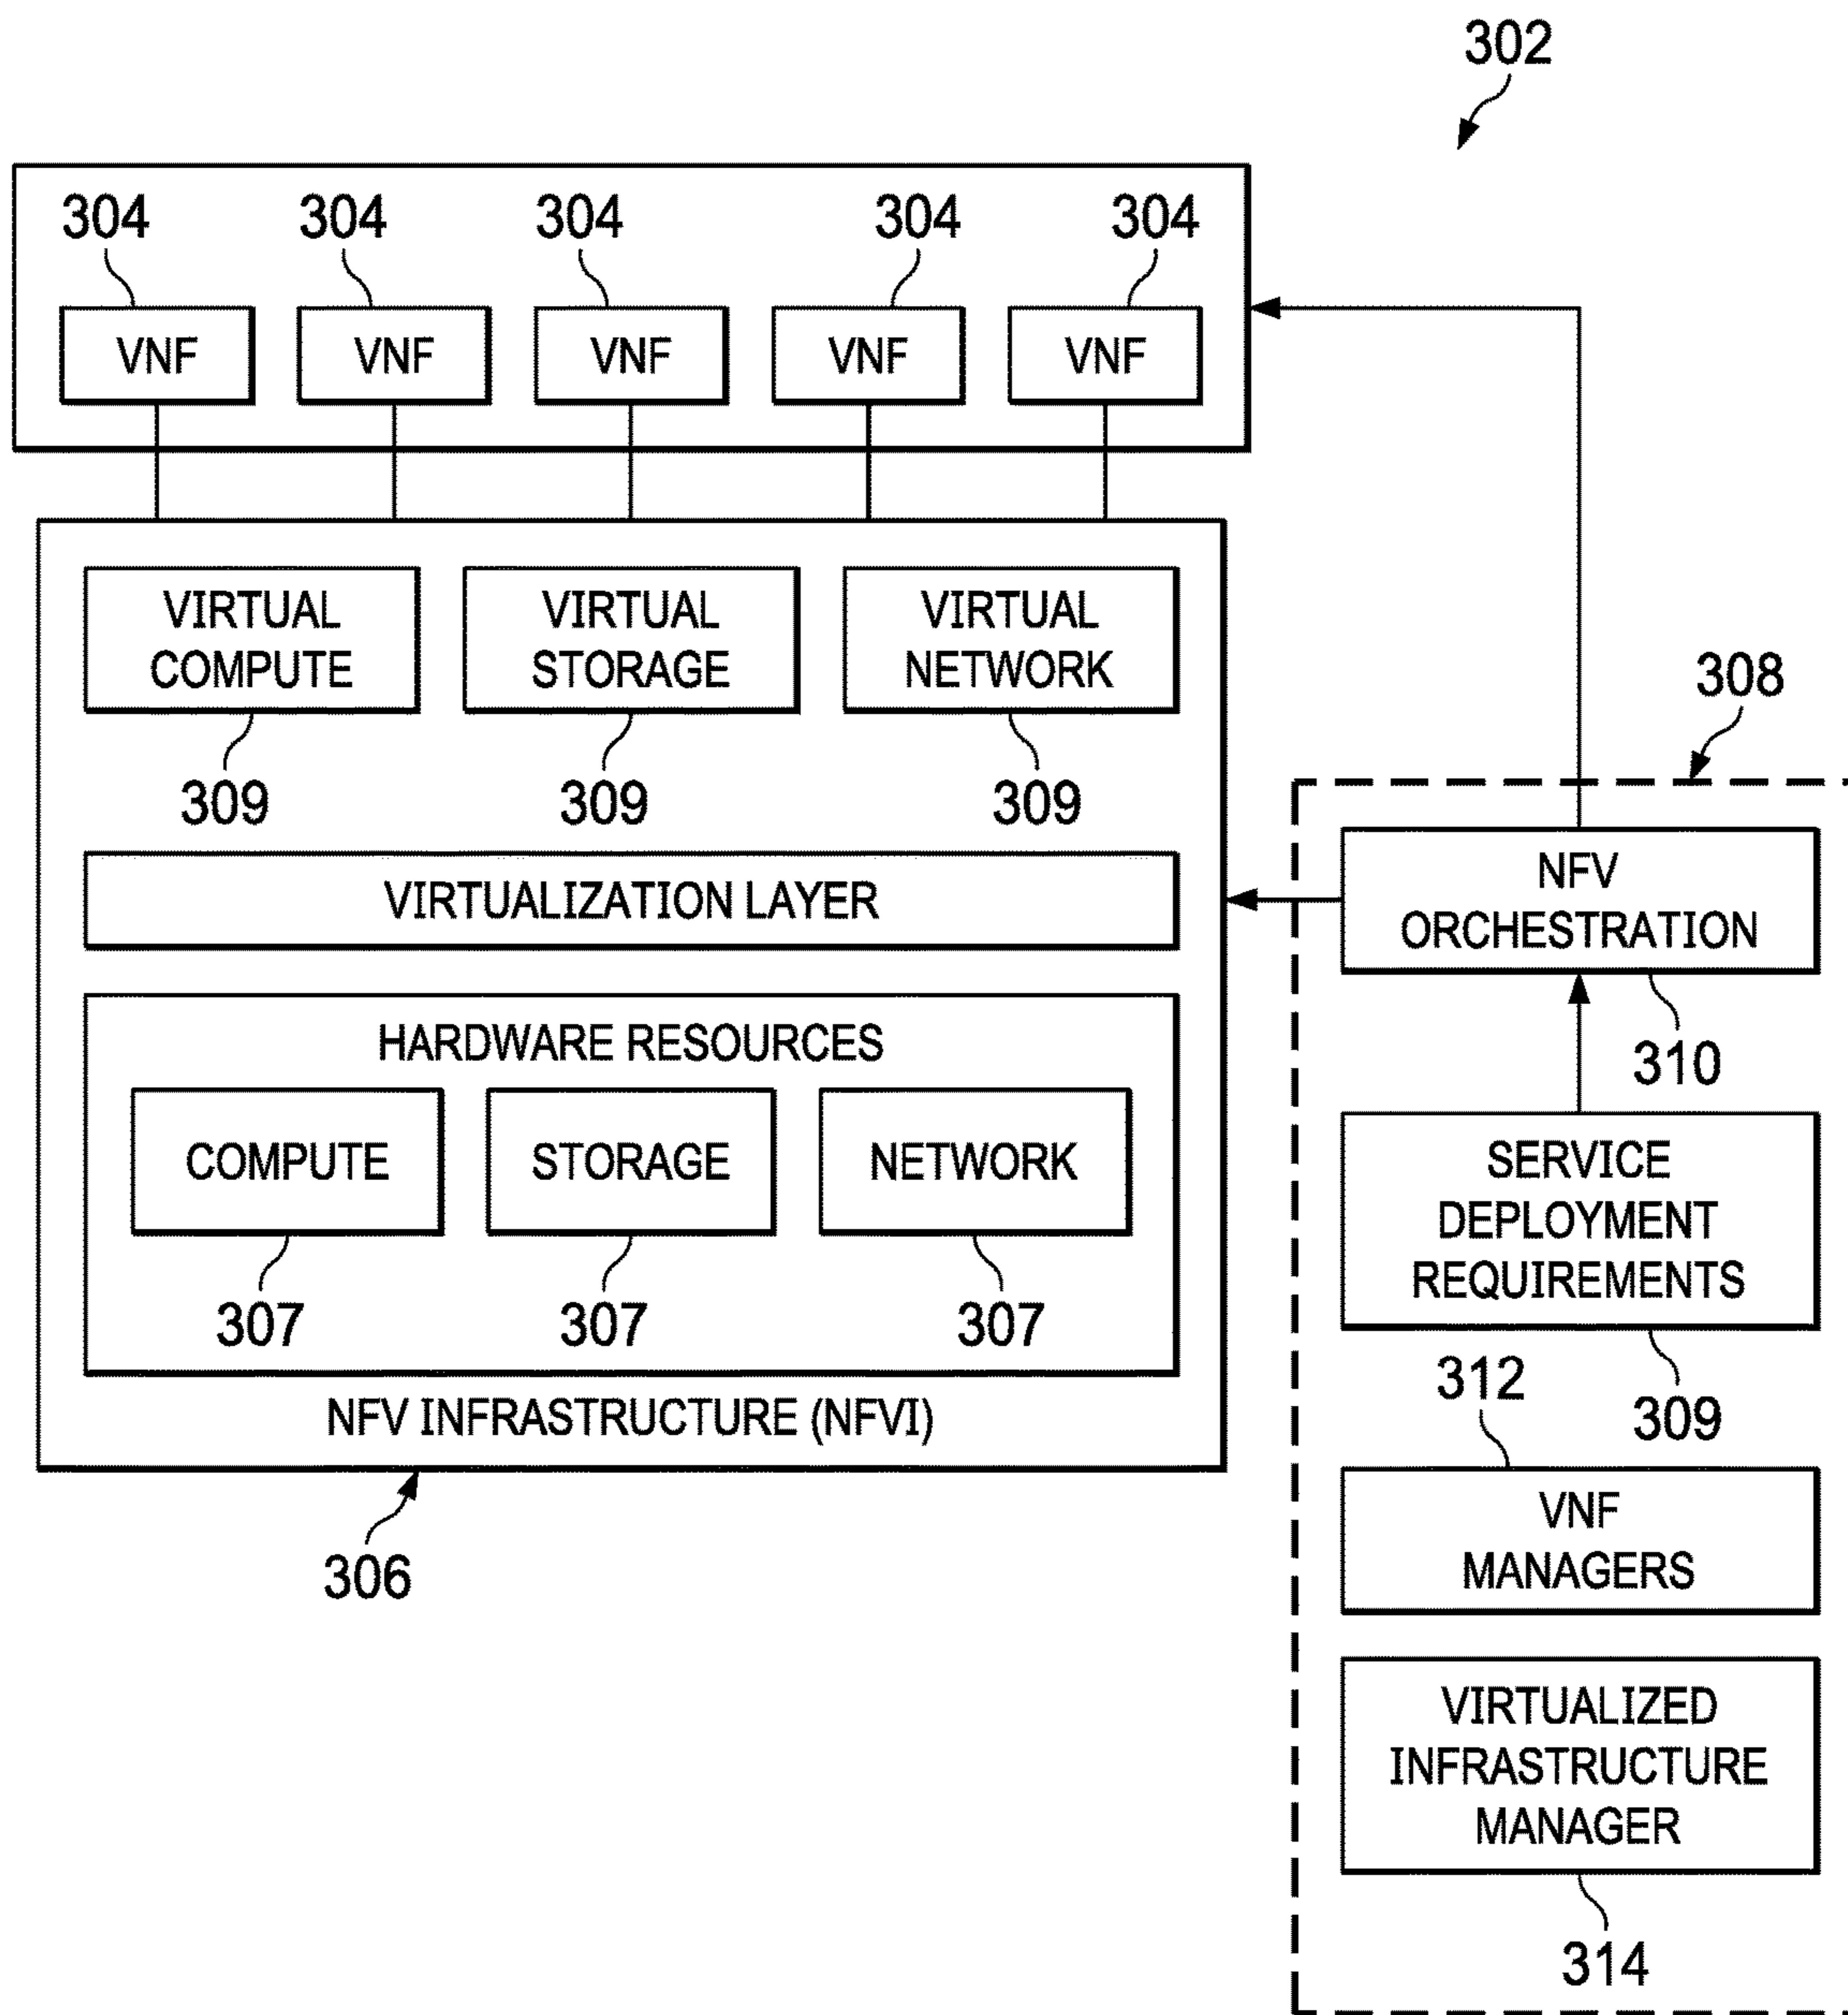 302
304 304 304 304 304
VNF VNF VNF VNF VNF
VIRTUAL
COMPUTE
VIRTUAL
STORAGE
VIRTUAL
NETWORK
309 309 309
VIRTUALIZATION LAYER
HARDWARE RESOURCES
COMPUTE STORAGE NETWORK
307 307 307
NFV INFRASTRUCTURE (NFVI)
306
308
NFV
ORCHESTRATION
310
SERVICE
DEPLOYMENT
REQUIREMENTS
309
312
VNF
MANAGERS
VIRTUALIZED
INFRASTRUCTURE
MANAGER
314